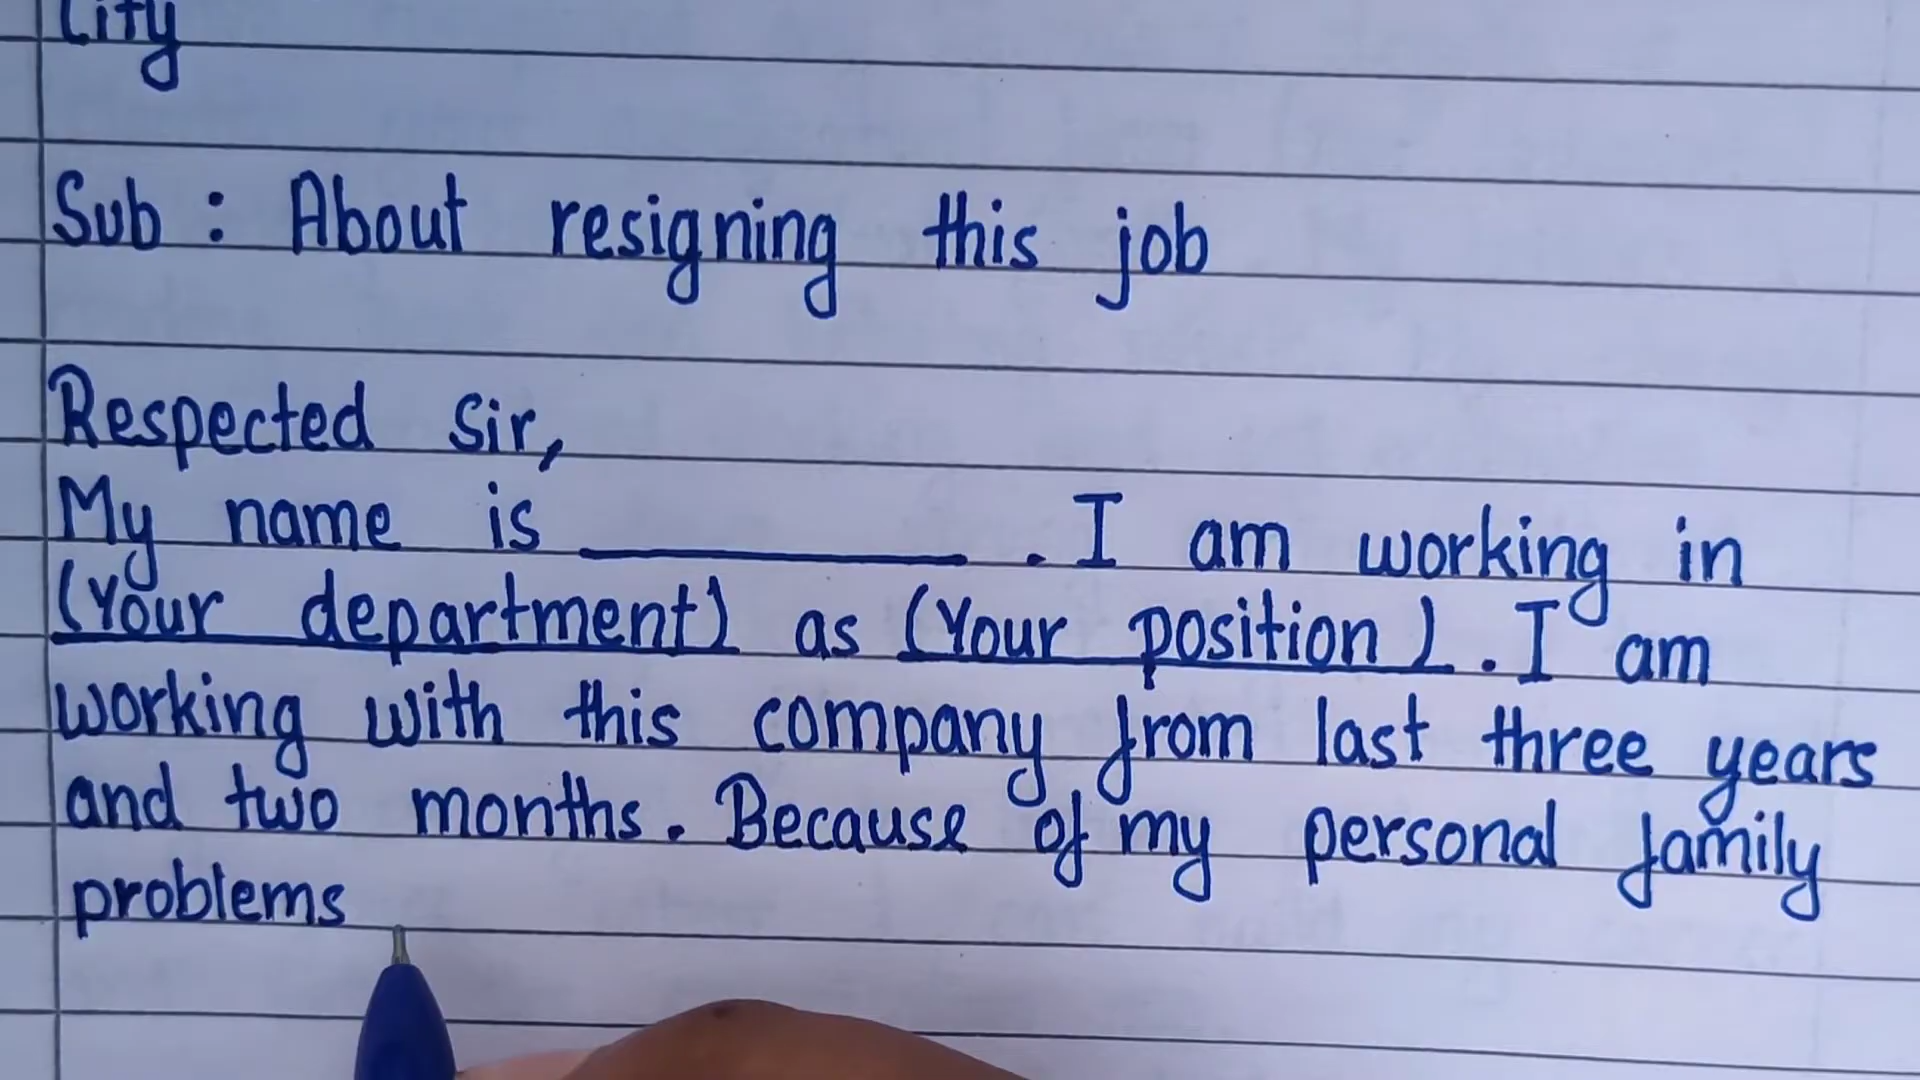 City
Sub : About resigning this job
Respected Sir,
My name is ________ . I am working in
(Your department) as (Your position). I am
working with this company from last three years
and two months. Because of my personal family
problems